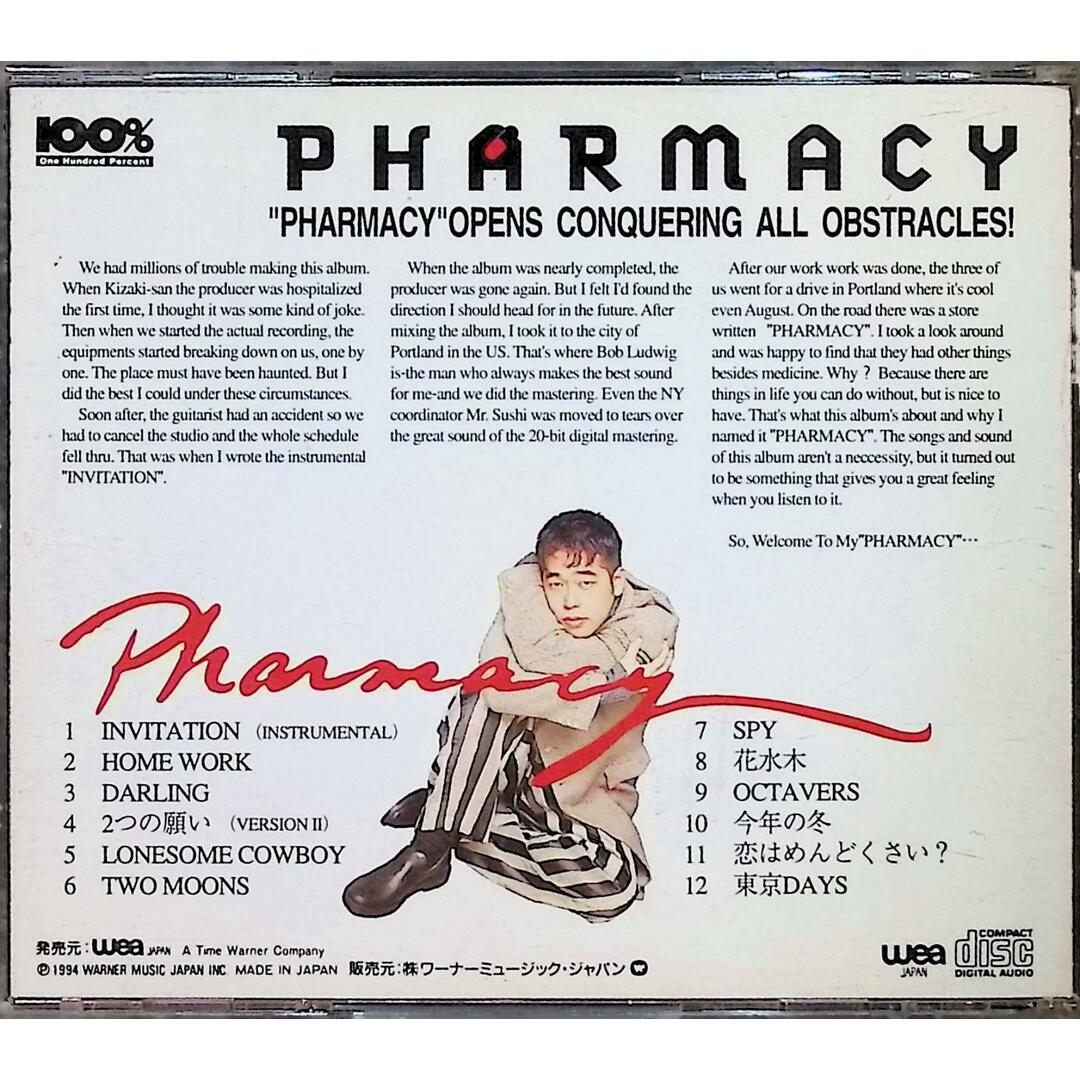 100%
One Hundred Percent
PHARMACY
"PHARMACY"OPENS CONQUERING ALL OBSTRACLES!
We had millions of trouble making this album.
When Kizaki-san the producer was hospitalized
the first time, I thought it was some kind of joke.
Then when we started the actual recording, the
equipments started breaking down on us, one by
one. The place must have been haunted. But I
did the best I could under these circumstances.
Soon after, the guitarist had an accident so we
had to cancel the studio and the whole schedule
fell thru. That was when I wrote the instrumental
"INVITATION".
When the album was nearly completed, the
producer was gone again. But I felt I'd found the
direction I should head for in the future. After
mixing the album, I took it to the city of
Portland in the US. That's where Bob Ludwig
is-the man who always makes the best sound
for me-and we did the mastering. Even the NY
coordinator Mr. Sushi was moved to tears over
the great sound of the 20-bit digital mastering.
After our work work was done, the three of
us went for a drive in Portland where it's cool
even August. On the road there was a store
written "PHARMACY". I took a look around
and was happy to find that they had other things
besides medicine. Why ? Because there are
things in life you can do without, but is nice to
have. That's what this album's about and why I
named it "PHARMACY". The songs and sound
of this album aren't a neccessity, but it turned out
to be something that gives you a great feeling
when you listen to it.
So, Welcome To My"PHARMACY"…
Pharmacy
1 INVITATION (INSTRUMENTAL)
2 HOME WORK
3 DARLING
4 2つの願い (VERSION II)
5 LONESOME COWBOY
6 TWO MOONS
7 SPY
8 花水木
9 OCTAVERS
10 今年の冬
11 恋はめんどくさい？
12 東京DAYS
発売元:wea JAPAN A Time Warner Company
Ⓟ1994 WARNER MUSIC JAPAN INC. MADE IN JAPAN 販売元:㈱ワーナーミュージック・ジャパン
wea
JAPAN
COMPACT
disc
DIGITAL AUDIO